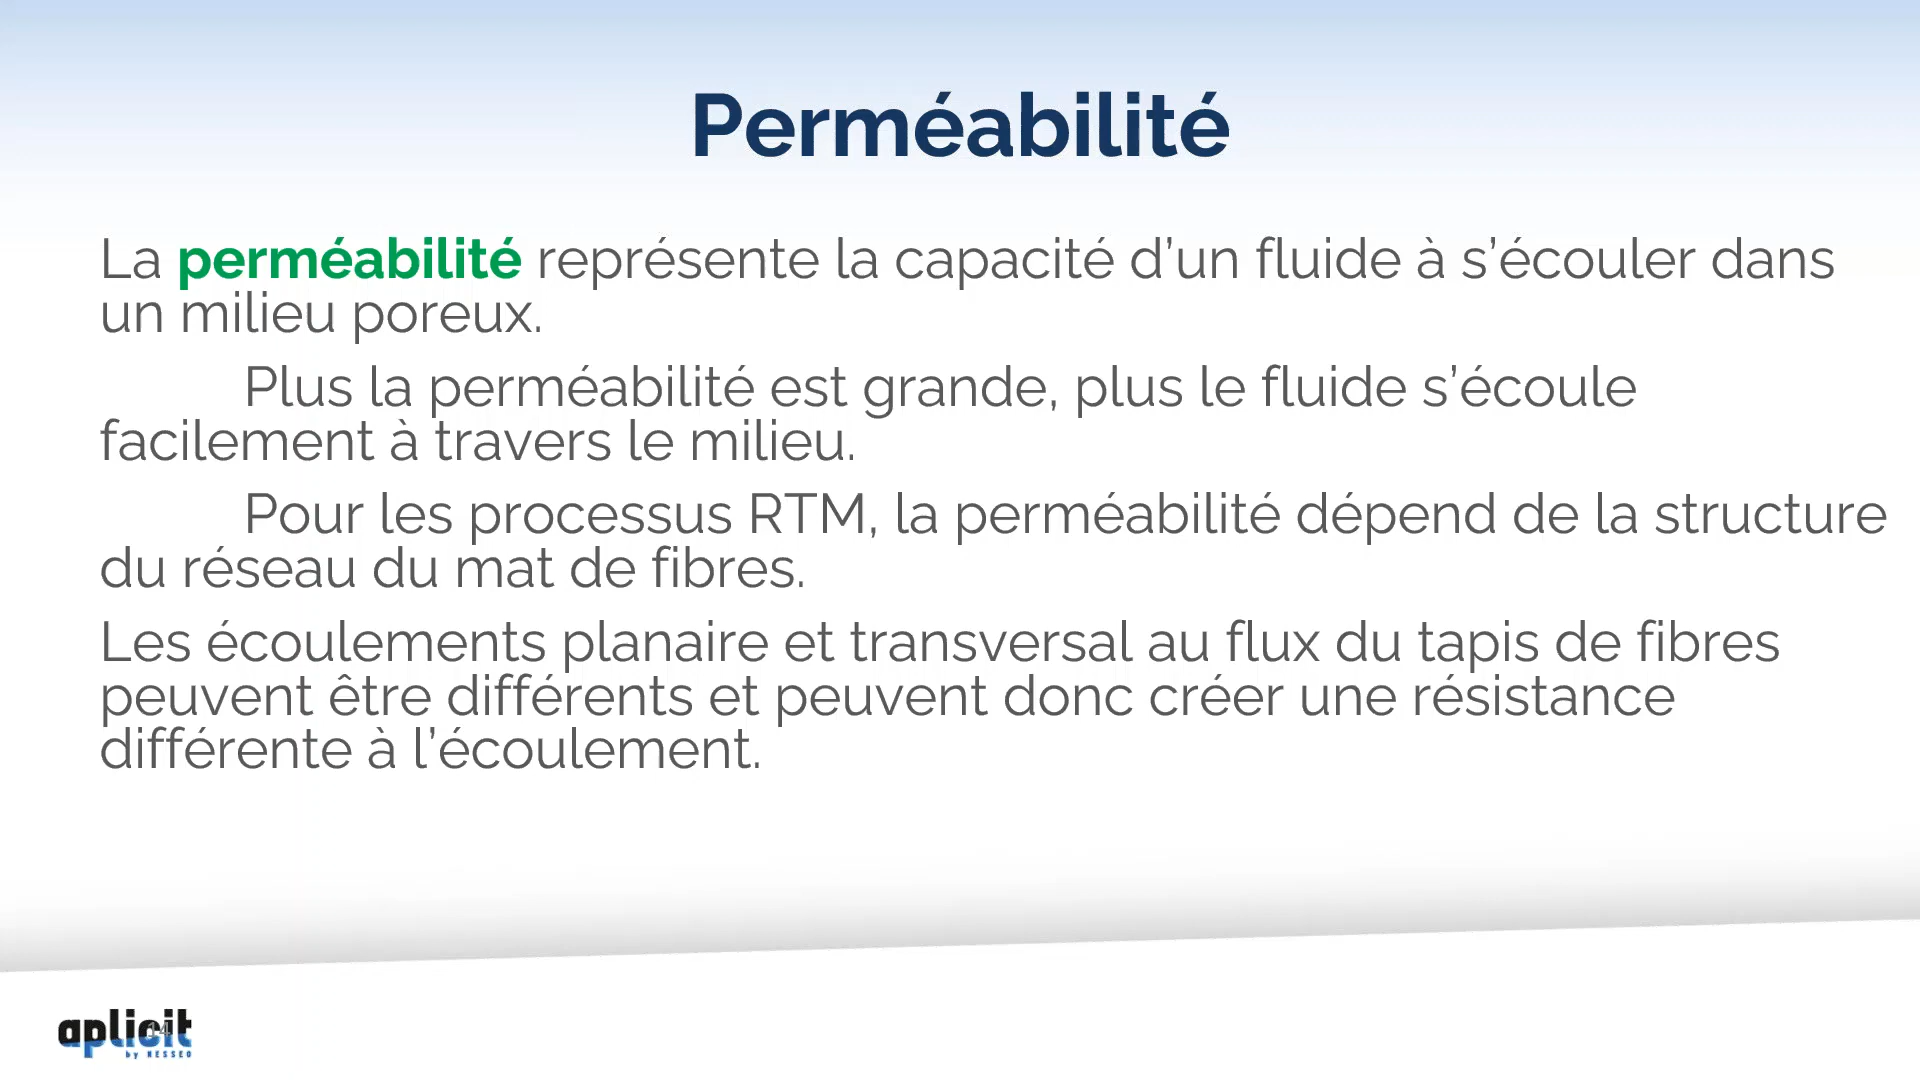 Perméabilité
La perméabilité représente la capacité d’un fluide à s’écouler dans
un milieu poreux.
Plus la perméabilité est grande, plus le fluide s’écoule
facilement à travers le milieu.
Pour les processus RTM, la perméabilité dépend de la structure
du réseau du mat de fibres.
Les écoulements planaire et transversal au flux du tapis de fibres
peuvent être différents et peuvent donc créer une résistance
différente à l’écoulement.
aplicit
14
by NESSEO